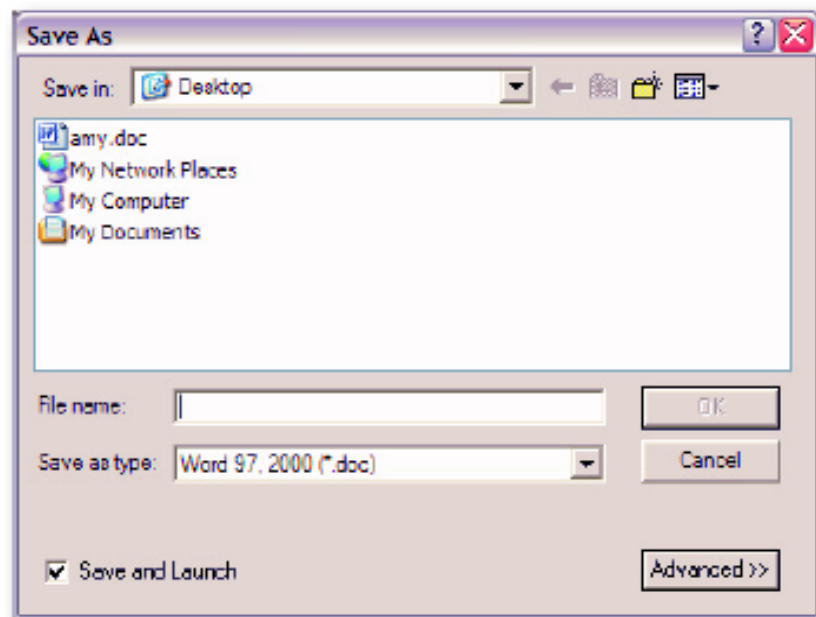 Save As ?
Save in: Desktop
amy.doc
My Network Places
My Computer
My Documents
File name: OK
Save as type: Word 97, 2000 (*.doc) Cancel
Save and Launch Advanced >>